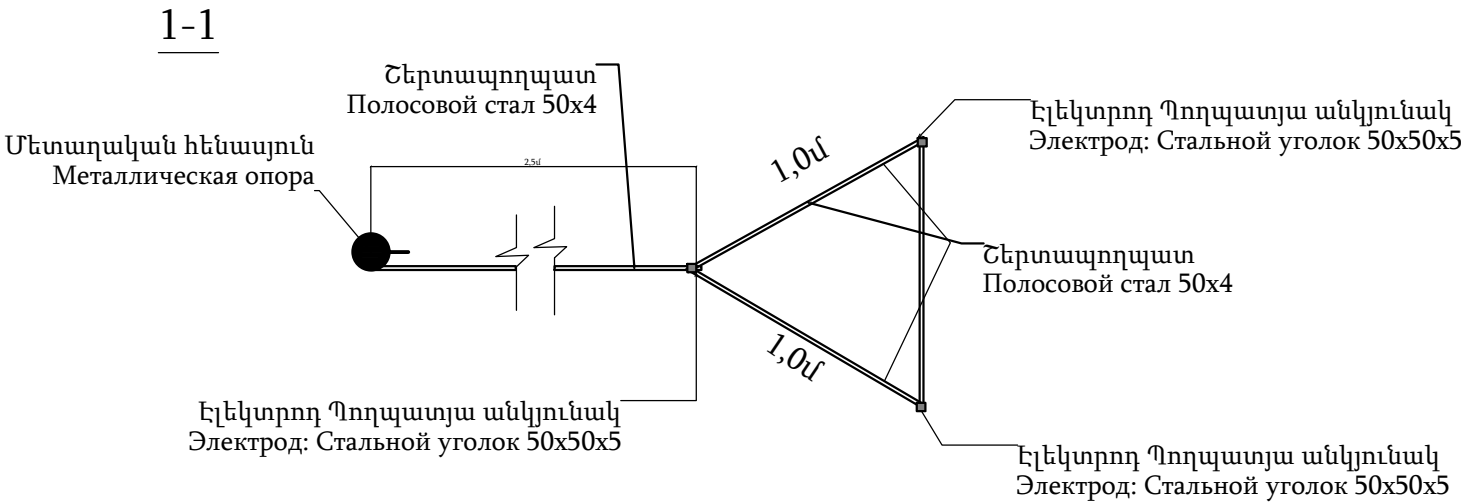 1-1
Շերտապողպատ
Полосовой стал 50x4
Էլեկտրոդ Պողպատյա անկյունակ
Электрод: Стальной уголок 50x50x5
Մետաղական հենասյուն
Металлическая опора
2,5մ
1,0մ
Շերտապողպատ
Полосовой стал 50x4
1,0մ
Էլեկտրոդ Պողպատյա անկյունակ
Электрод: Стальной уголок 50x50x5
Էլեկտրոդ Պողպատյա անկյունակ
Электрод: Стальной уголок 50x50x5